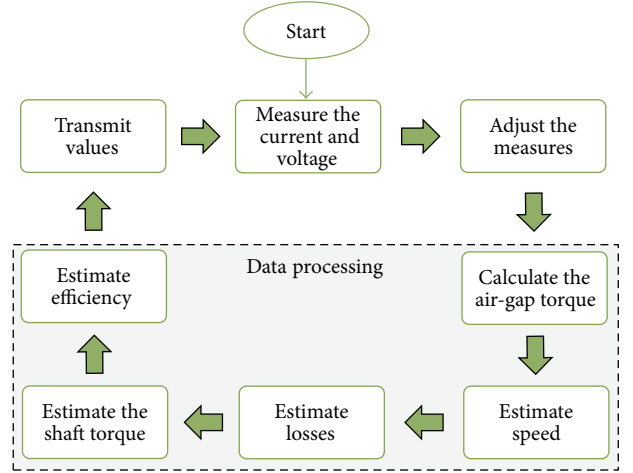 Start
Transmit
values
Measure the
current and
voltage
Adjust the
measures
Data processing
Estimate
efficiency
Calculate the
air-gap torque
Estimate the
shaft torque
Estimate
losses
Estimate
speed